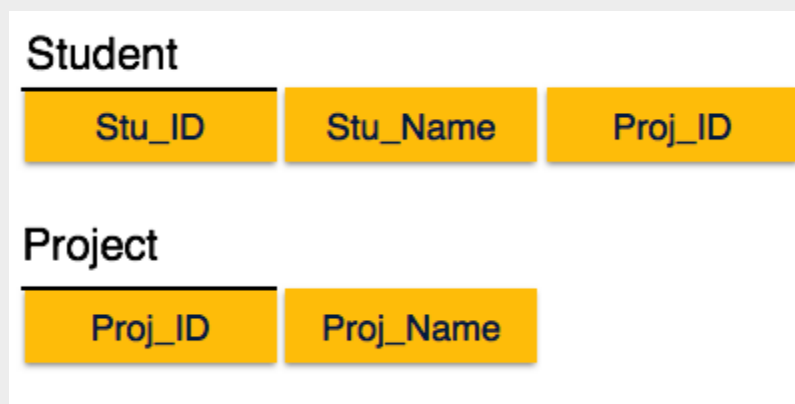 Student
Stu_ID Stu_Name Proj_ID
Project
Proj_ID Proj_Name